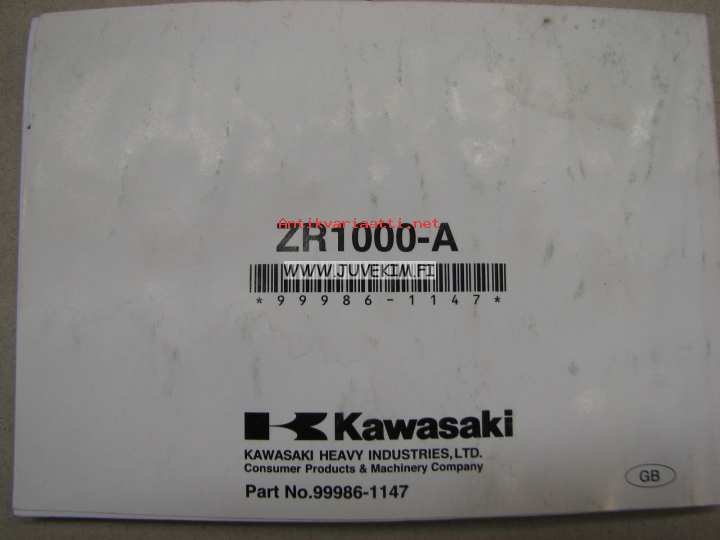 Antikvariaatti.net
ZR1000-A
WWW.JUVEKIM.FI
*99986-1147*
Kawasaki
KAWASAKI HEAVY INDUSTRIES,LTD.
Consumer Products & Machinery Company
Part No.99986-1147
GB